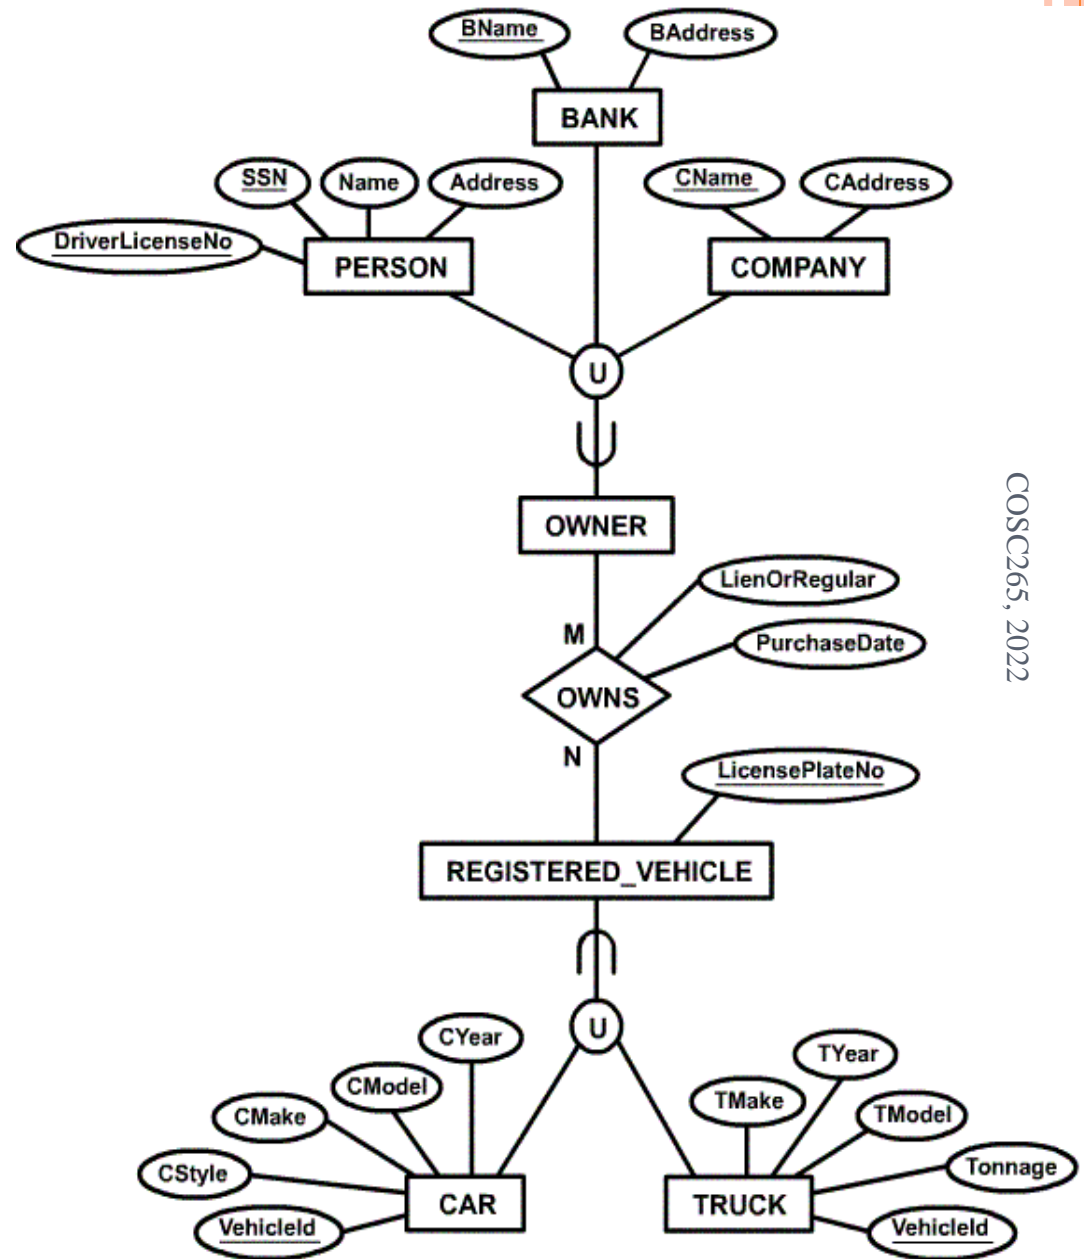 BName
BAddress
BANK
SSN
Name
Address
CName
CAddress
DriverLicenseNo
PERSON
COMPANY
U
OWNER
LienOrRegular
M
PurchaseDate
OWNS
N
LicensePlateNo
REGISTERED_VEHICLE
U
CYear
TYear
CModel
TMake
CMake
TModel
CStyle
Tonnage
CAR
TRUCK
VehicleId
VehicleId
COSC265, 2022